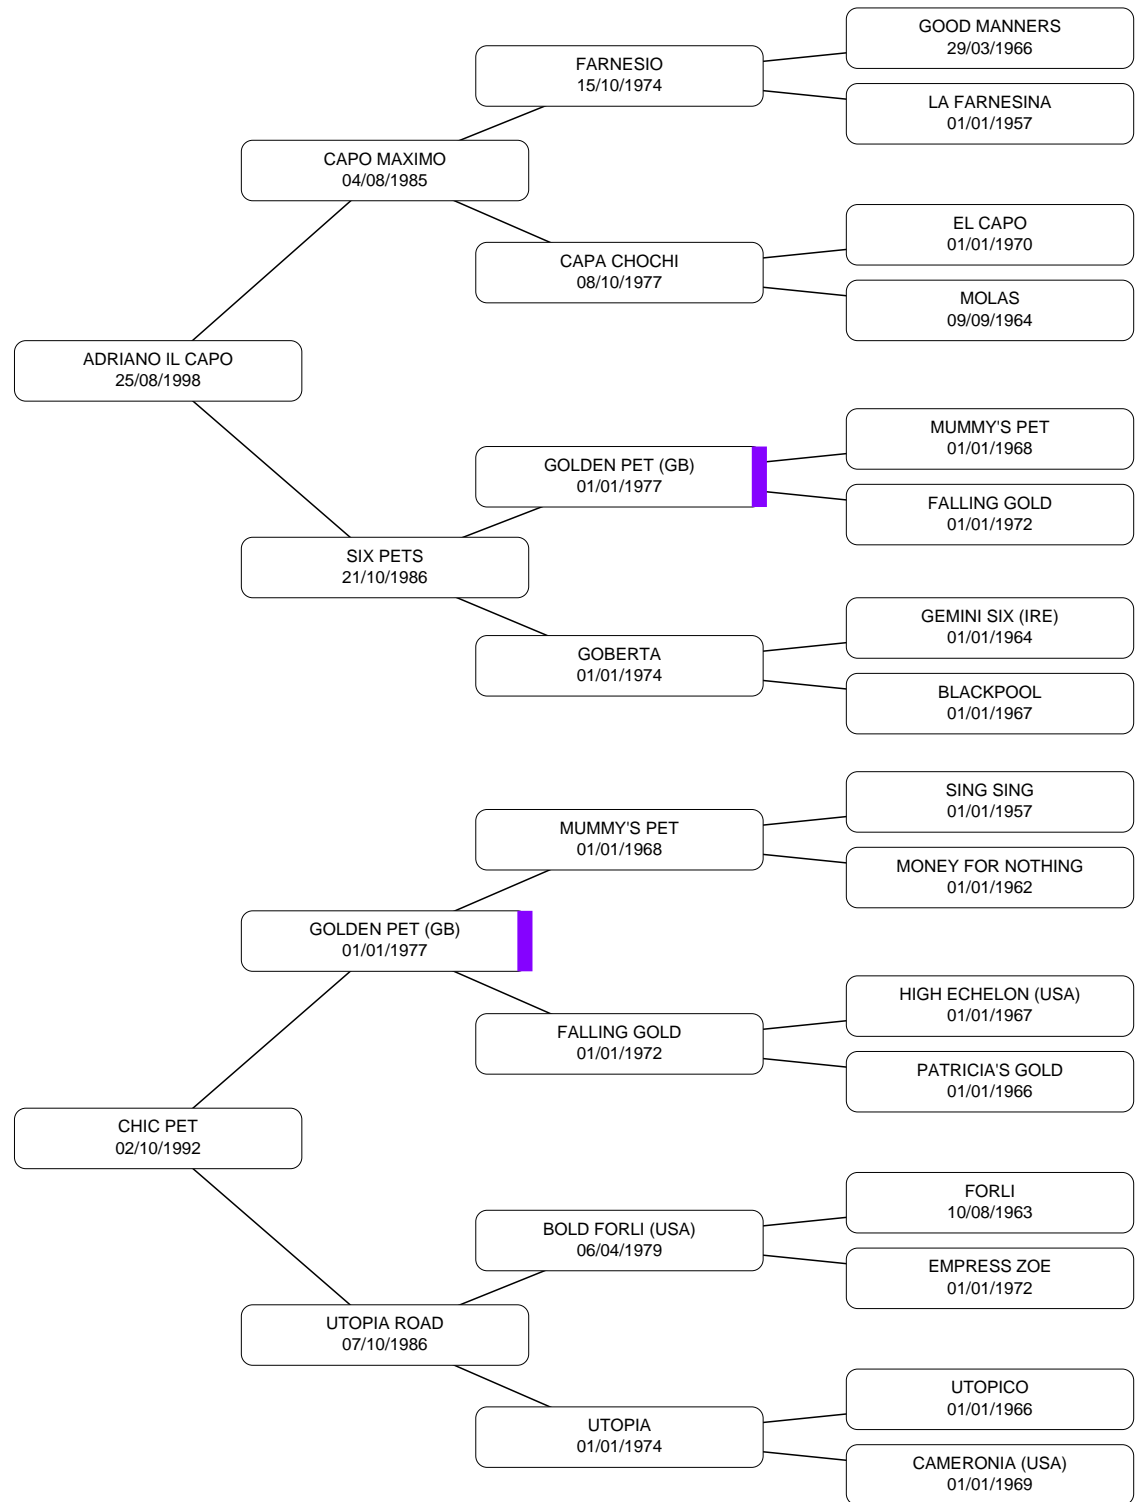 GOOD MANNERS
29/03/1966
FARNESIO
15/10/1974
LA FARNESINA
01/01/1957
CAPO MAXIMO
04/08/1985
EL CAPO
01/01/1970
CAPA CHOCHI
08/10/1977
MOLAS
09/09/1964
ADRIANO IL CAPO
25/08/1998
MUMMY'S PET
01/01/1968
GOLDEN PET (GB)
01/01/1977
FALLING GOLD
01/01/1972
SIX PETS
21/10/1986
GEMINI SIX (IRE)
01/01/1964
GOBERTA
01/01/1974
BLACKPOOL
01/01/1967
SING SING
01/01/1957
MUMMY'S PET
01/01/1968
MONEY FOR NOTHING
01/01/1962
GOLDEN PET (GB)
01/01/1977
HIGH ECHELON (USA)
01/01/1967
FALLING GOLD
01/01/1972
PATRICIA'S GOLD
01/01/1966
CHIC PET
02/10/1992
FORLI
10/08/1963
BOLD FORLI (USA)
06/04/1979
EMPRESS ZOE
01/01/1972
UTOPIA ROAD
07/10/1986
UTOPICO
01/01/1966
UTOPIA
01/01/1974
CAMERONIA (USA)
01/01/1969